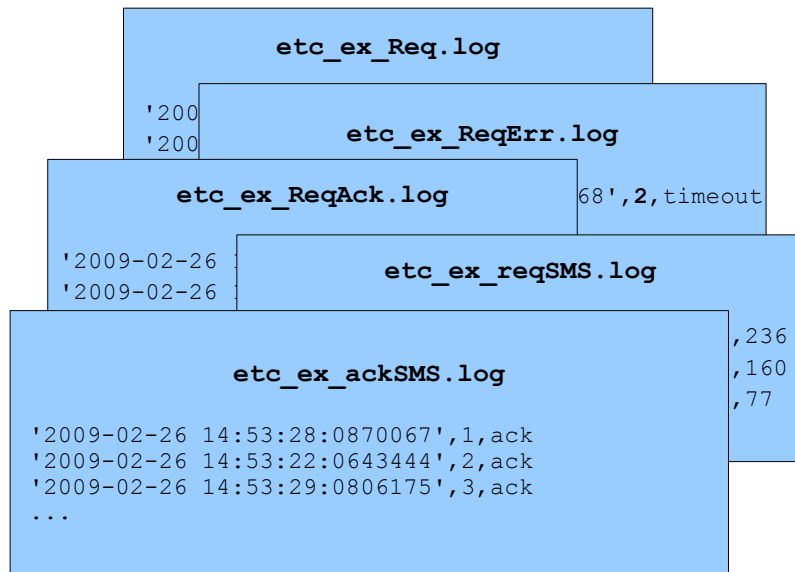 etc_ex_Req.log
'200
'200
etc_ex_ReqErr.log
68',2,timeout
etc_ex_ReqAck.log
'2009-02-26
'2009-02-26
etc_ex_reqSMS.log
,236
,160
,77
etc_ex_ackSMS.log
'2009-02-26 14:53:28:0870067',1,ack
'2009-02-26 14:53:22:0643444',2,ack
'2009-02-26 14:53:29:0806175',3,ack
...